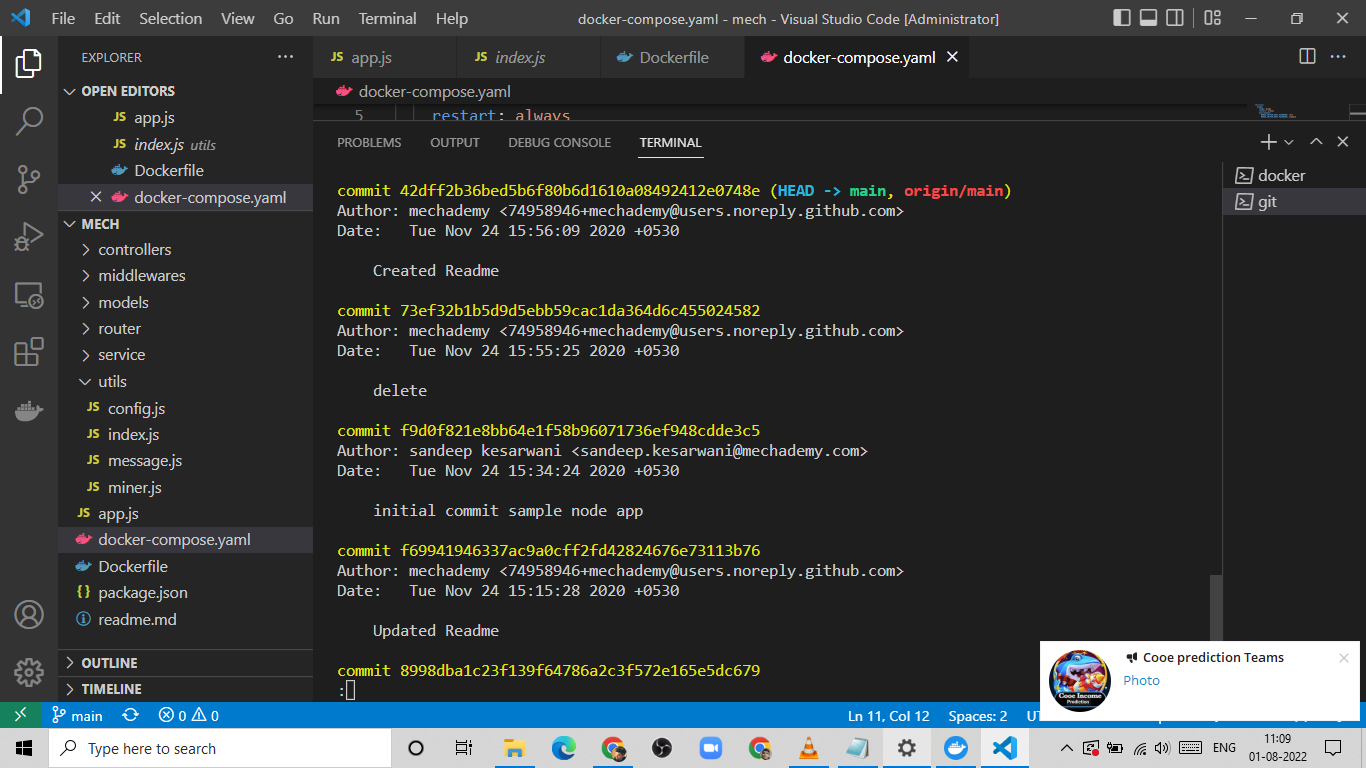 File Edit Selection View Go Run Terminal Help
docker-compose.yaml - mech - Visual Studio Code [Administrator]
EXPLORER
JS app.js
JS index.js
Dockerfile
docker-compose.yaml
OPEN EDITORS
JS app.js
JS index.js utils
Dockerfile
docker-compose.yaml
MECH
controllers
middlewares
models
router
service
utils
JS config.js
JS index.js
JS message.js
JS miner.js
JS app.js
docker-compose.yaml
Dockerfile
{} package.json
readme.md
OUTLINE
TIMELINE
docker-compose.yaml
5 restart: always
PROBLEMS OUTPUT DEBUG CONSOLE TERMINAL
commit 42dff2b36bed5b6f80b6d1610a08492412e0748e (HEAD -> main, origin/main)
Author: mechademy <74958946+mechademy@users.noreply.github.com>
Date:   Tue Nov 24 15:56:09 2020 +0530
Created Readme
commit 73ef32b1b5d9d5ebb59cac1da364d6c455024582
Author: mechademy <74958946+mechademy@users.noreply.github.com>
Date:   Tue Nov 24 15:55:25 2020 +0530
delete
commit f9d0f821e8bb64e1f58b96071736ef948cdde3c5
Author: sandeep kesarwani <sandeep.kesarwani@mechademy.com>
Date:   Tue Nov 24 15:34:24 2020 +0530
initial commit sample node app
commit f69941946337ac9a0cff2fd42824676e73113b76
Author: mechademy <74958946+mechademy@users.noreply.github.com>
Date:   Tue Nov 24 15:15:28 2020 +0530
Updated Readme
commit 8998dba1c23f139f64786a2c3f572e165e5dc679
:
docker
git
Cooe prediction Teams
Photo
Cooe Income
Prediction
main
0 0
Ln 11, Col 12
Spaces: 2
Type here to search
ENG
11:09
01-08-2022